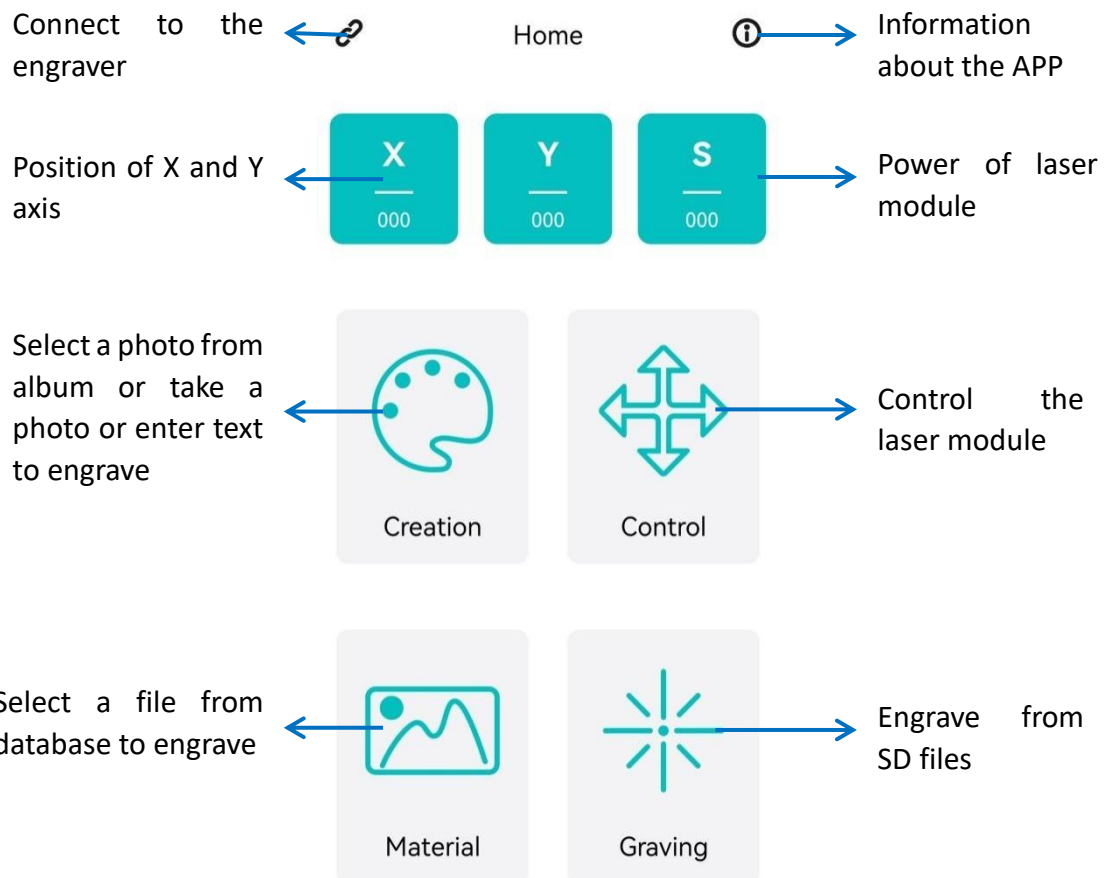 Connect to the
engraver
Home
Information
about the APP
Position of X and Y
axis
X
000
Y
000
S
000
Power of laser
module
Select a photo from
album or take a
photo or enter text
to engrave
Creation
Control
Control the
laser module
Select a file from
database to engrave
Material
Graving
Engrave from
SD files